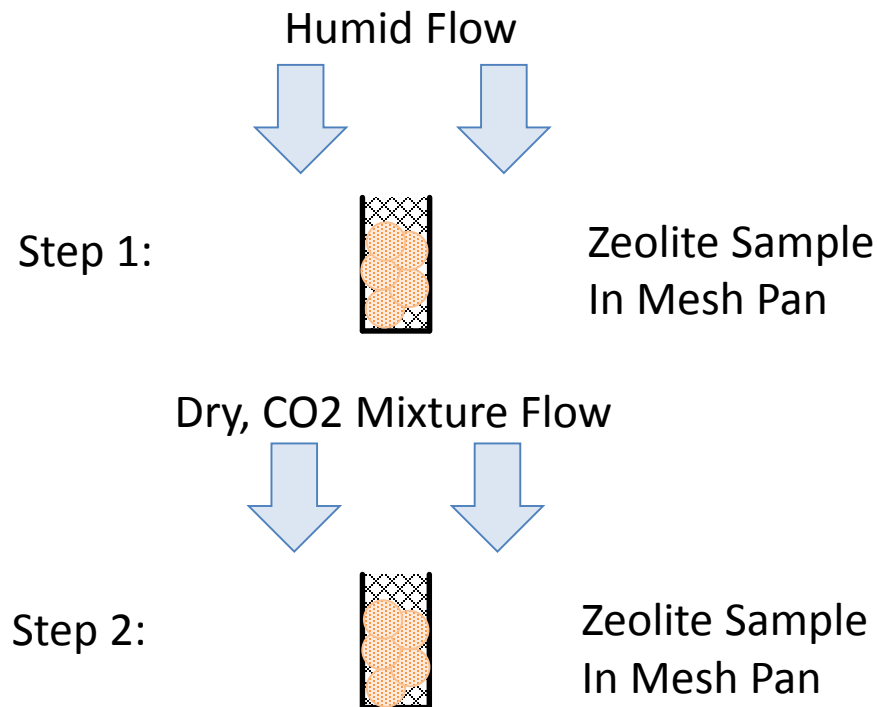 Humid Flow
Step 1:
Zeolite Sample
In Mesh Pan
Dry, CO2 Mixture Flow
Step 2:
Zeolite Sample
In Mesh Pan